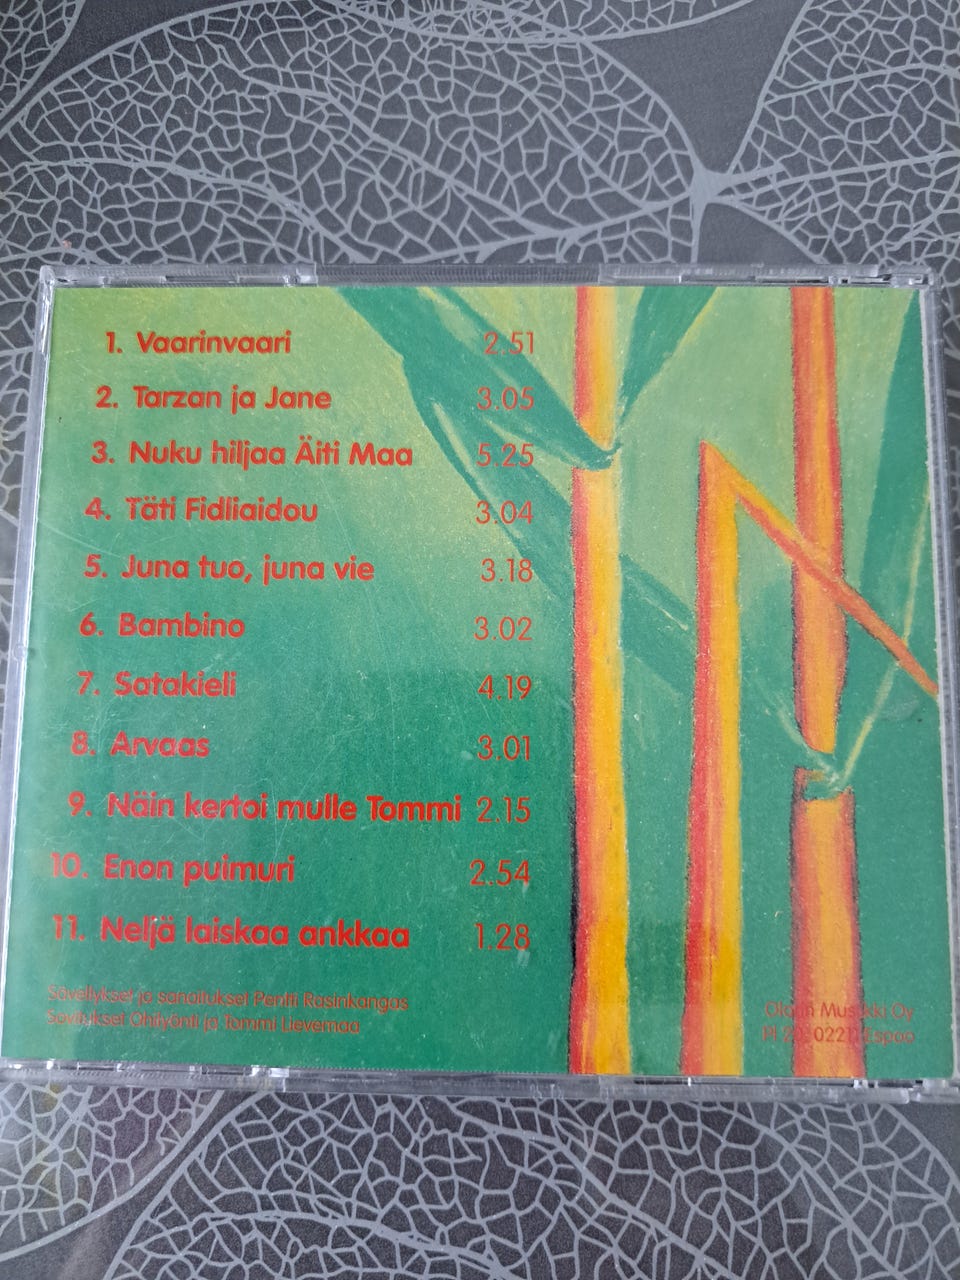 1. Vaarinvaari 2.51
2. Tarzan ja Jane 3.05
3. Nuku hiljaa Äiti Maa 5.25
4. Täti Fidliaidou 3.04
5. Juna tuo, juna vie 3.18
6. Bambino 3.02
7. Satakieli 4.19
8. Arvaas 3.01
9. Näin kertoi mulle Tommi 2.15
10. Enon puimuri 2.54
11. Neljä laiskaa ankkaa 1.28
Sävellykset ja sanoitukset Pentti Rasinkangas
Sovitukset Ohilyönti ja Tommi Lievemaa
Musiikki Oy
Pl Espoo